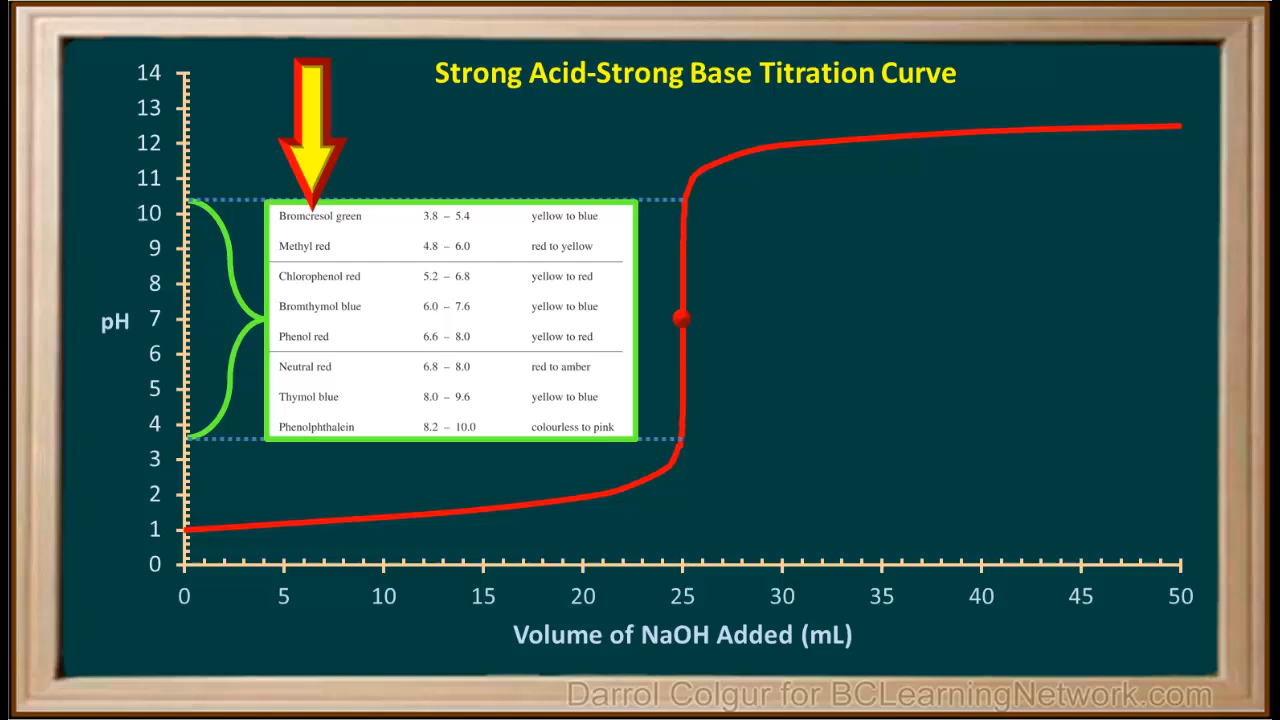 Strong Acid-Strong Base Titration Curve
14
13
12
11
10
9
8
7
6
5
4
3
2
1
0
pH
Bromcresol green 3.8 – 5.4 yellow to blue
Methyl red 4.8 – 6.0 red to yellow
Chlorophenol red 5.2 – 6.8 yellow to red
Bromthymol blue 6.0 – 7.6 yellow to blue
Phenol red 6.6 – 8.0 yellow to red
Neutral red 6.8 – 8.0 red to amber
Thymol blue 8.0 – 9.6 yellow to blue
Phenolphthalein 8.2 – 10.0 colourless to pink
0 5 10 15 20 25 30 35 40 45 50
Volume of NaOH Added (mL)
Darrol Colgur for BCLearningNetwork.com